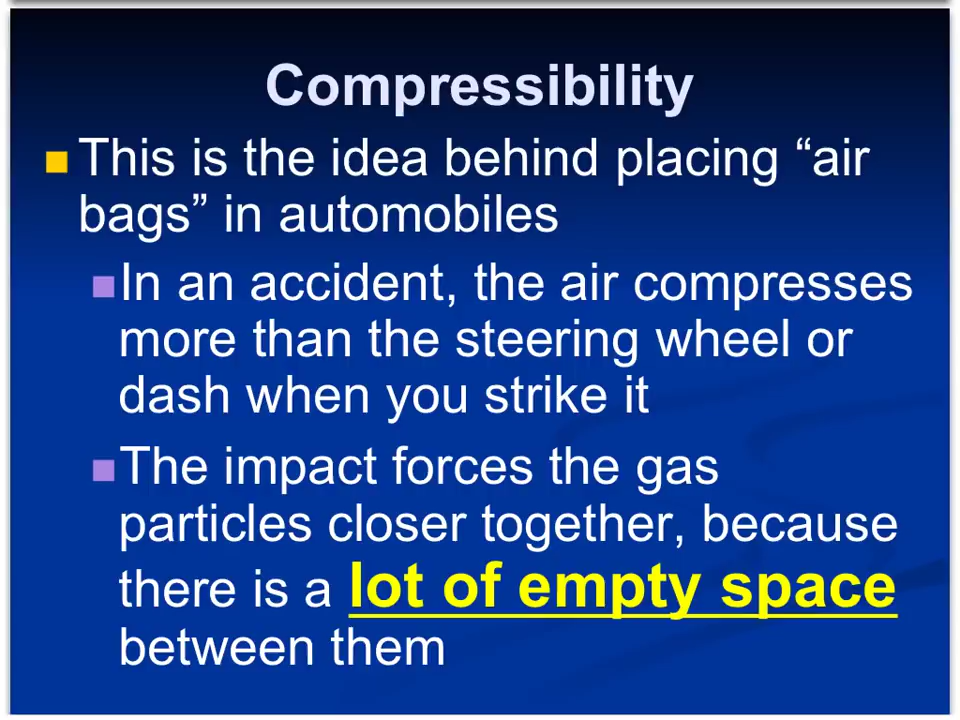 Compressibility
This is the idea behind placing “air
bags” in automobiles
In an accident, the air compresses
more than the steering wheel or
dash when you strike it
The impact forces the gas
particles closer together, because
there is a lot of empty space
between them